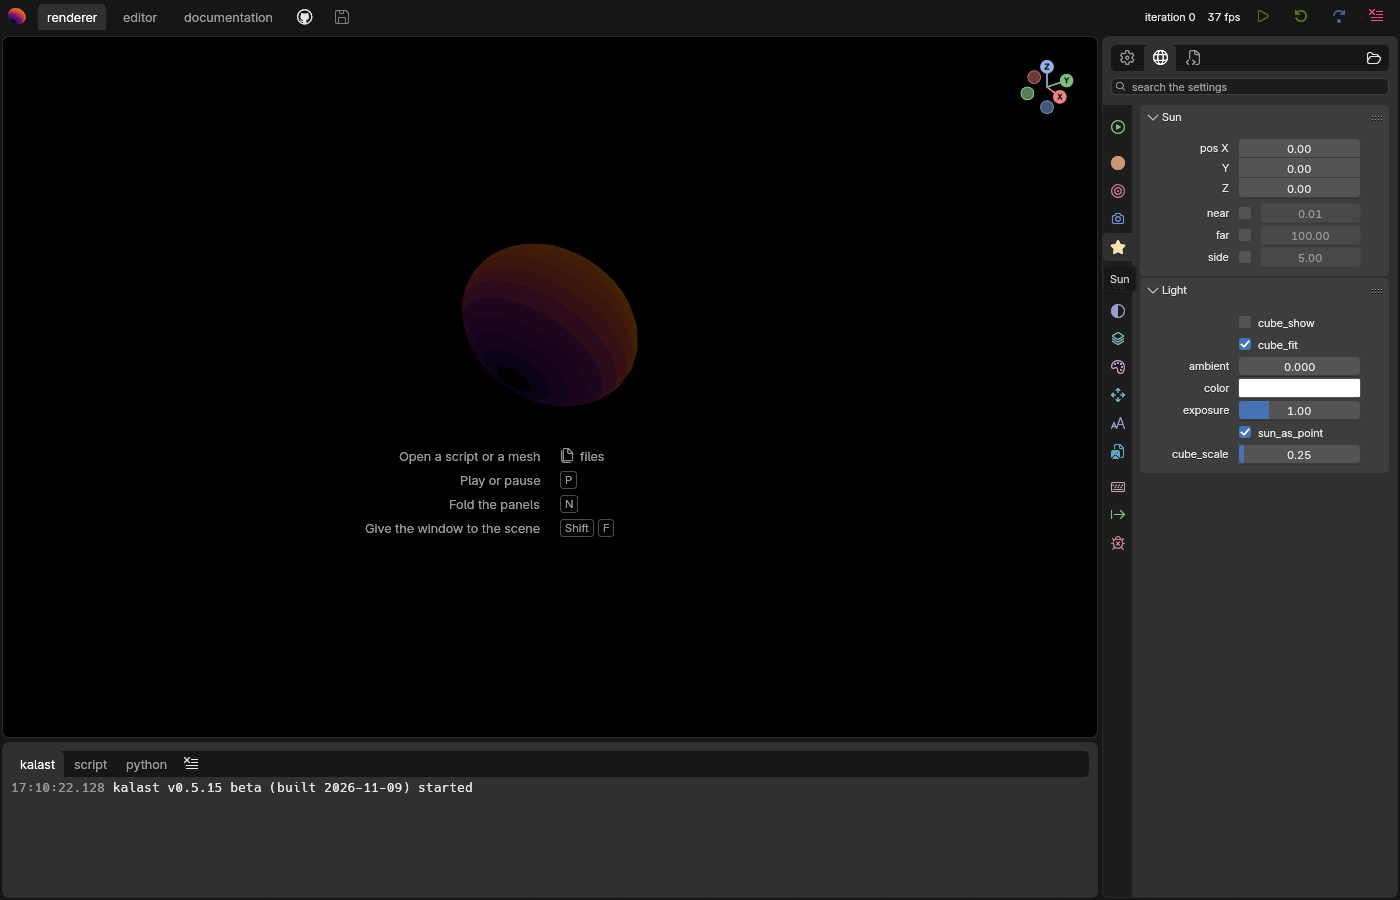 renderer
editor
documentation
iteration 0
37 fps
Z
Y
X
search the settings
Sun
pos X 0.00
Y 0.00
Z 0.00
near 0.01
far 100.00
side 5.00
Sun
Light
cube_show
cube_fit
ambient 0.000
color
exposure 1.00
sun_as_point
cube_scale 0.25
Open a script or a mesh files
Play or pause P
Fold the panels N
Give the window to the scene Shift F
kalast
script
python
17:10:22.128 kalast v0.5.15 beta (built 2026-11-09) started